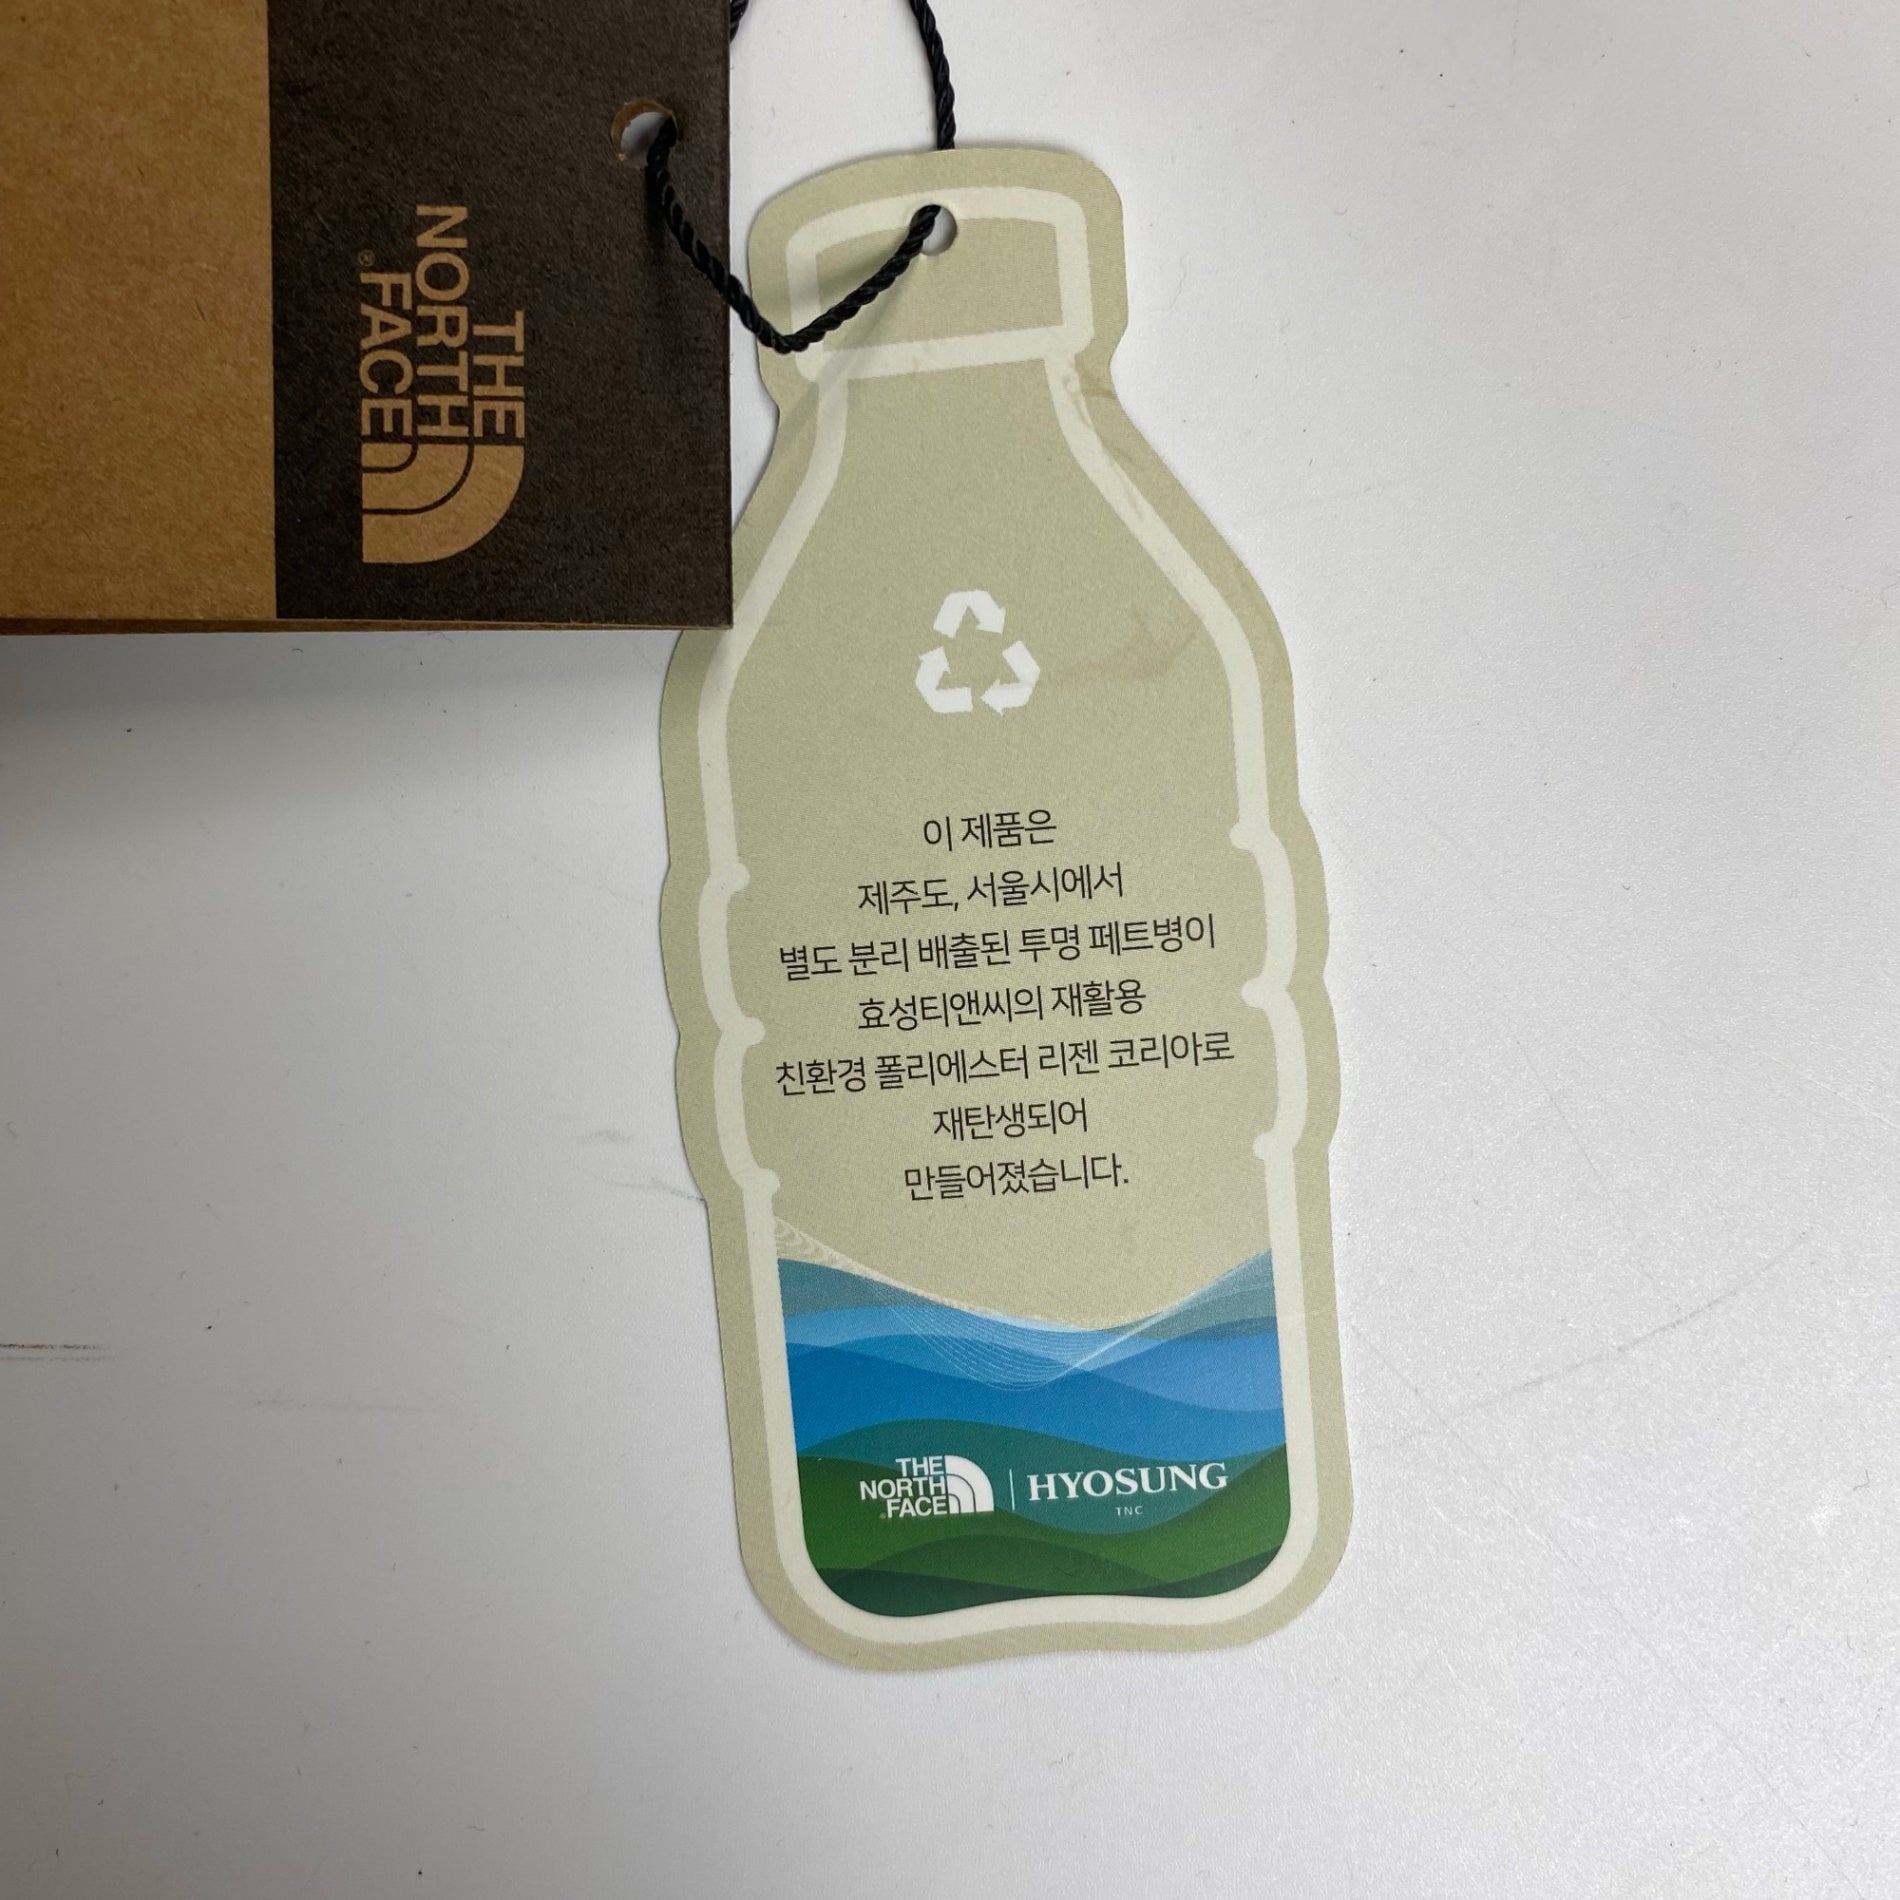 THE
NORTH
FACE®
이 제품은
제주도, 서울시에서
별도 분리 배출된 투명 페트병이
효성티앤씨의 재활용
친환경 폴리에스터 리젠 코리아로
재탄생되어
만들어졌습니다.
THE
NORTH
FACE
HYOSUNG
TNC